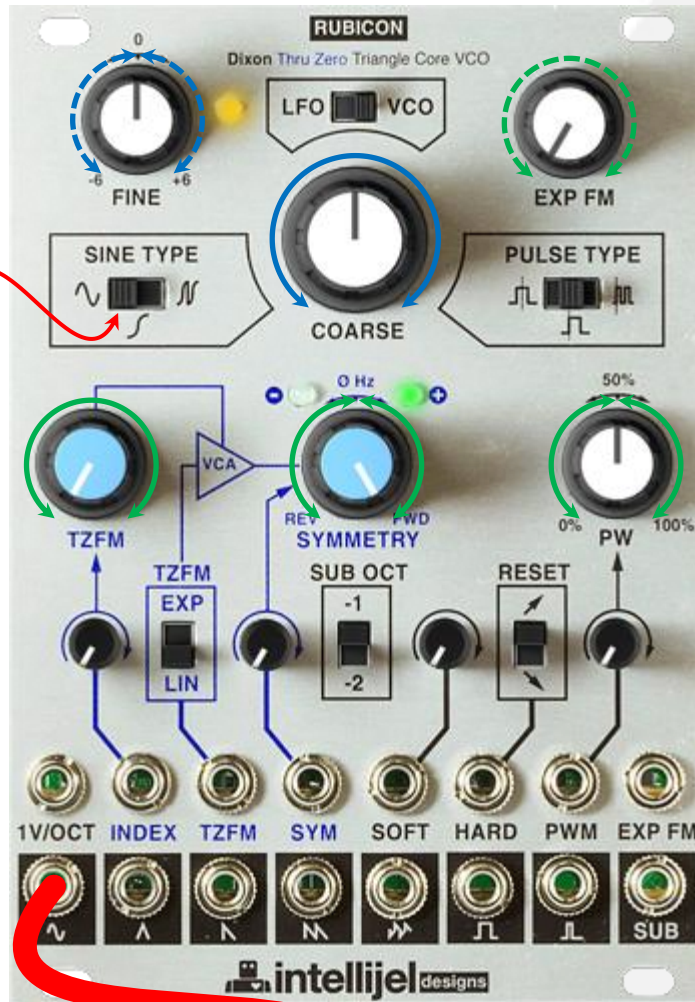 RUBICON
Dixon Thru Zero Triangle Core VCO
0
-6 +6
FINE
LFO VCO
EXP FM
SINE TYPE
COARSE
PULSE TYPE
Ø Hz
50%
VCA
REV FWD
TZFM
SYMMETRY
0% 100%
PW
TZFM
EXP
LIN
SUB OCT
-1
-2
RESET
1V/OCT INDEX TZFM SYM SOFT HARD PWM EXP FM
SUB
intellijel designs